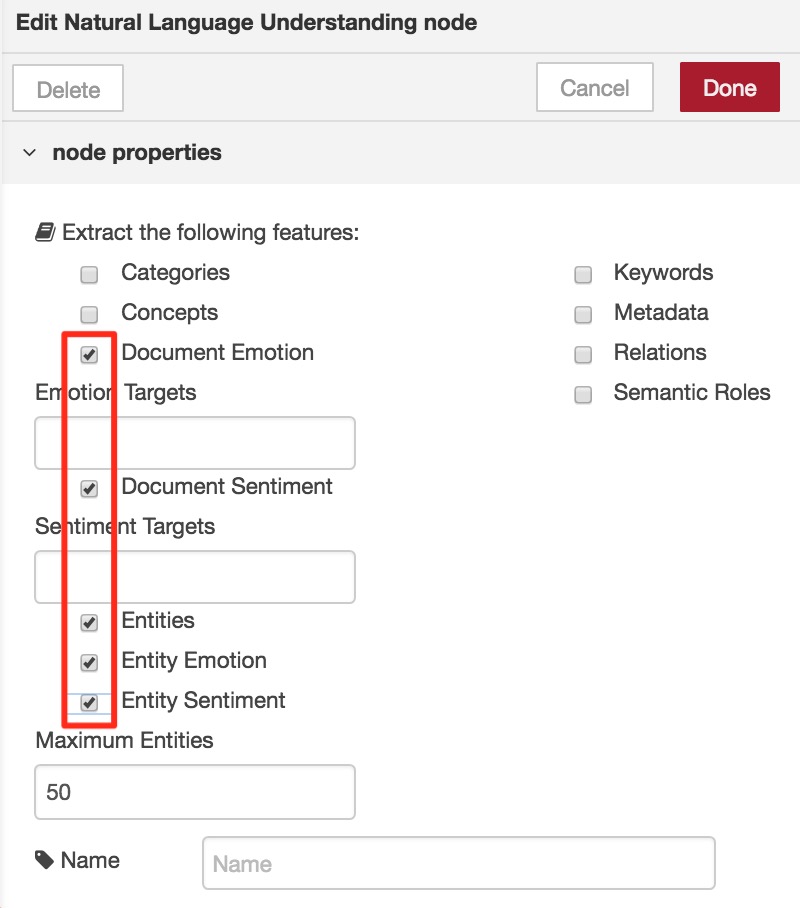 Edit Natural Language Understanding node
Delete
Cancel
Done
node properties
Extract the following features:
Categories
Keywords
Concepts
Metadata
Document Emotion
Relations
Emotion Targets
Semantic Roles
Document Sentiment
Sentiment Targets
Entities
Entity Emotion
Entity Sentiment
Maximum Entities
50
Name
Name